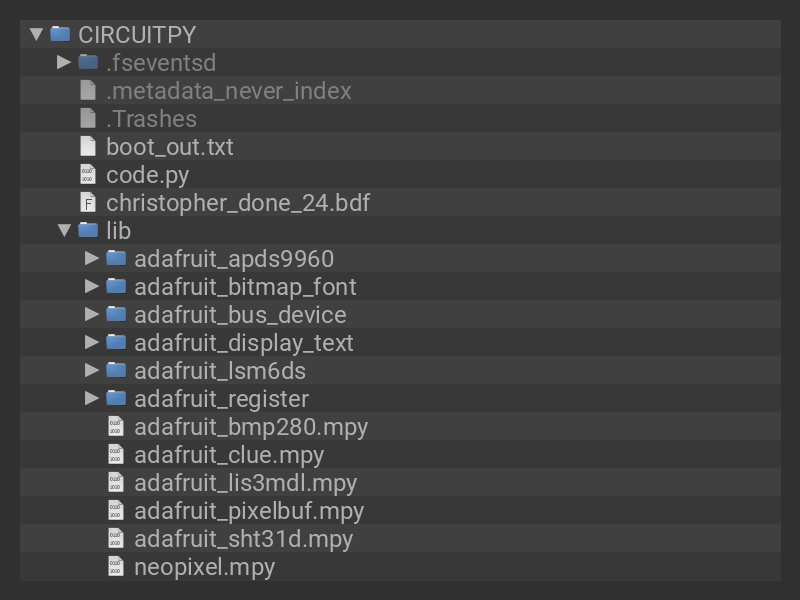 CIRCUITPY
.fseventsd
.metadata_never_index
.Trashes
boot_out.txt
code.py
christopher_done_24.bdf
lib
adafruit_apds9960
adafruit_bitmap_font
adafruit_bus_device
adafruit_display_text
adafruit_lsm6ds
adafruit_register
adafruit_bmp280.mpy
adafruit_clue.mpy
adafruit_lis3mdl.mpy
adafruit_pixelbuf.mpy
adafruit_sht31d.mpy
neopixel.mpy